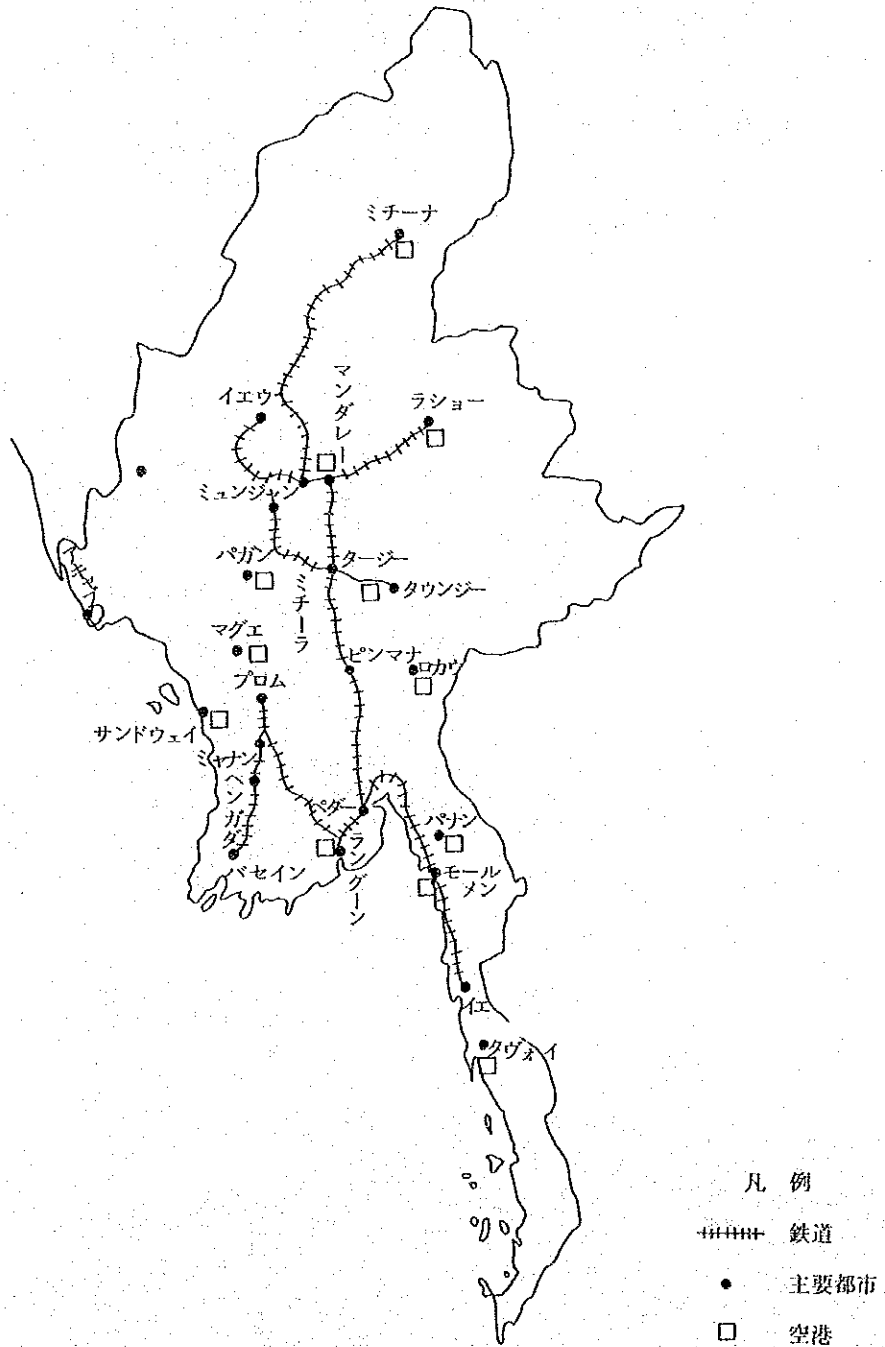 ミチーナ
イエウ
マンダレー
ラショー
ミュンジャン
パガン
タージー
タウンジー
ミチーラ
アキャブ
マグエ
ピンマナ
ロカウ
プロム
サンドウェイ
ミャナン
ヘンガダ
ペグー
パナン
バセイン
ラングーン
モール
メン
イエ
タヴォイ
凡 例
鉄道
主要都市
空港